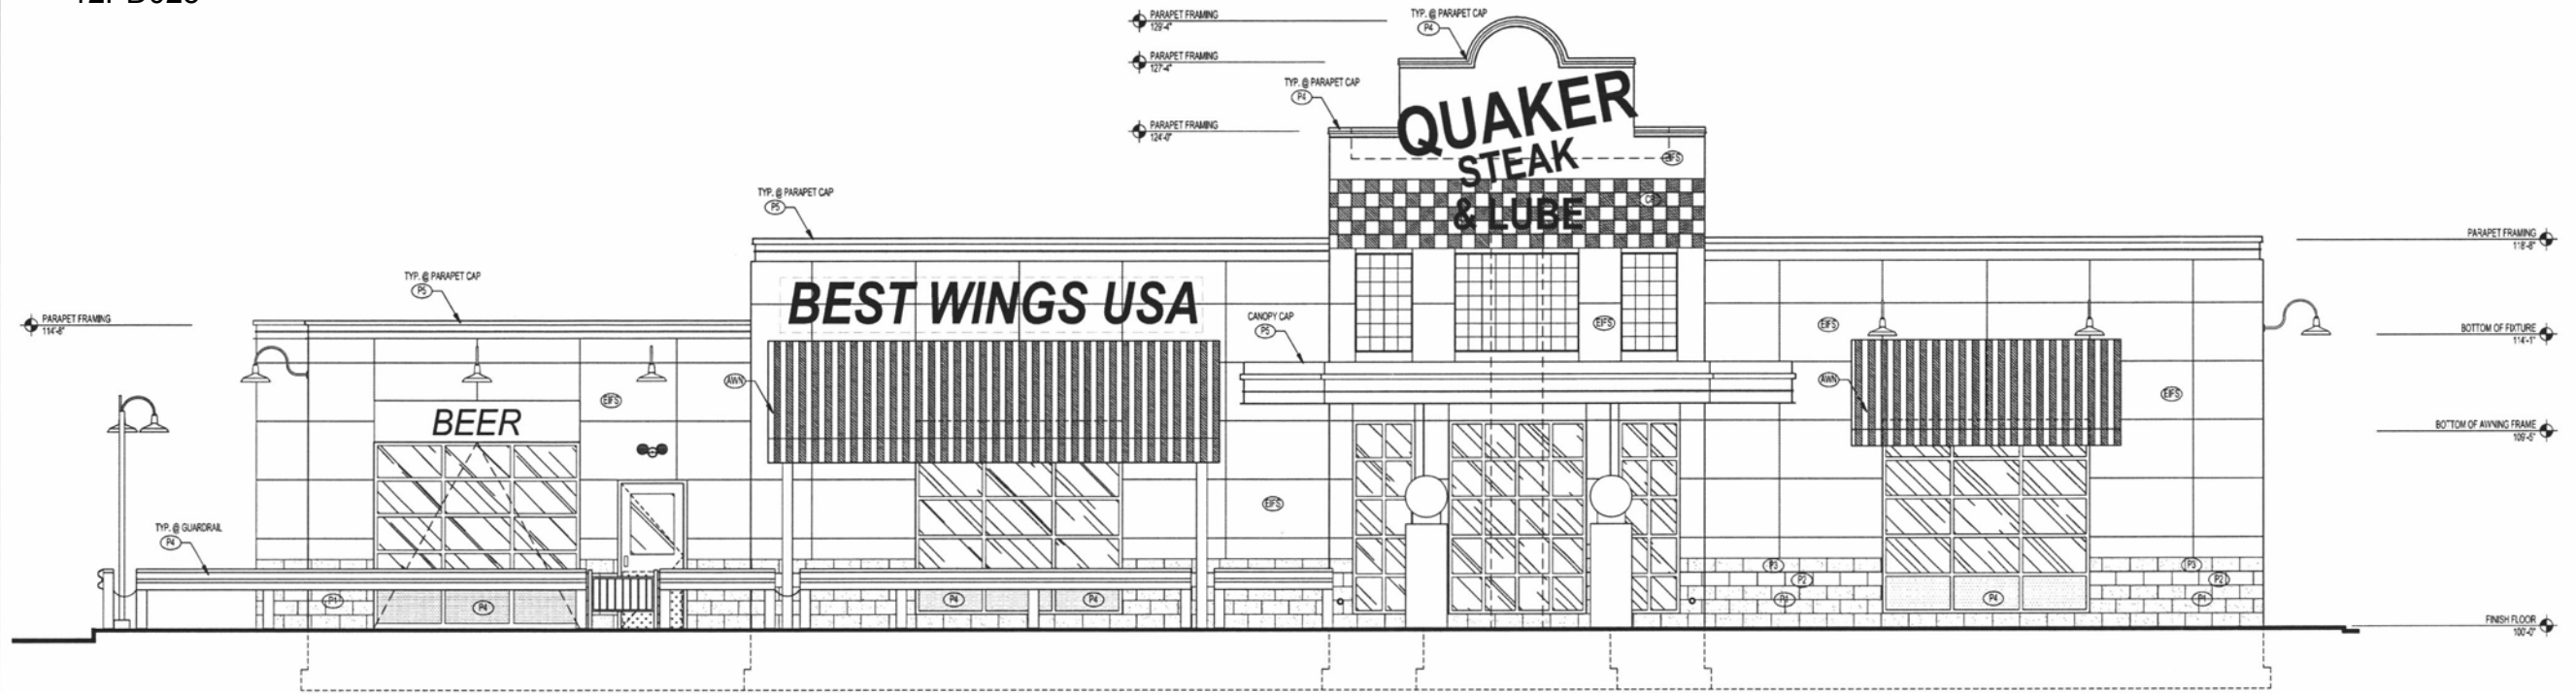 PARAPET FRAMING
129'-4"
TYP. @ PARAPET CAP
P4
PARAPET FRAMING
127'-4"
TYP. @ PARAPET CAP
P4
PARAPET FRAMING
124'-0"
QUAKER
STEAK
& LUBE
EIFS
TYP. @ PARAPET CAP
P5
PARAPET FRAMING
118'-8"
TYP. @ PARAPET CAP
P5
BEST WINGS USA
PARAPET FRAMING
114'-8"
CANOPY CAP
P5
EIFS
EIFS
BOTTOM OF FIXTURE
114'-1"
AWN
AWN
EIFS
EIFS
BEER
BOTTOM OF AWNING FRAME
109'-5"
EIFS
TYP. @ GUARDRAIL
P4
P3
P2
P3
P2
P1
P4
P4
P4
P4
P1
FINISH FLOOR
100'-0"